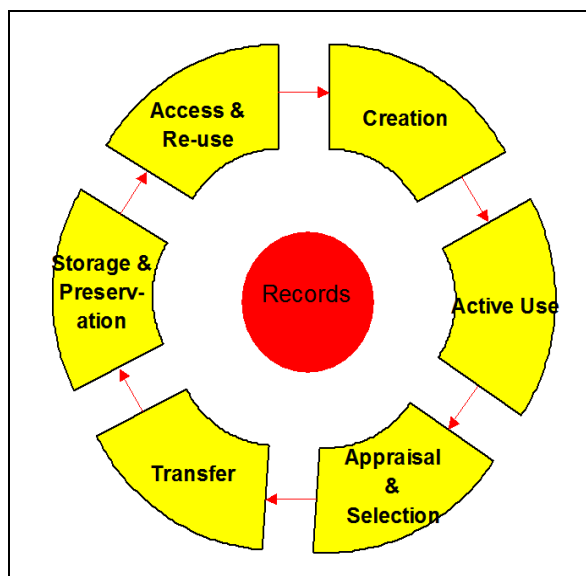 Access &
Re-use
Creation
Active Use
Appraisal
&
Selection
Transfer
Storage &
Preserv-
ation
Records